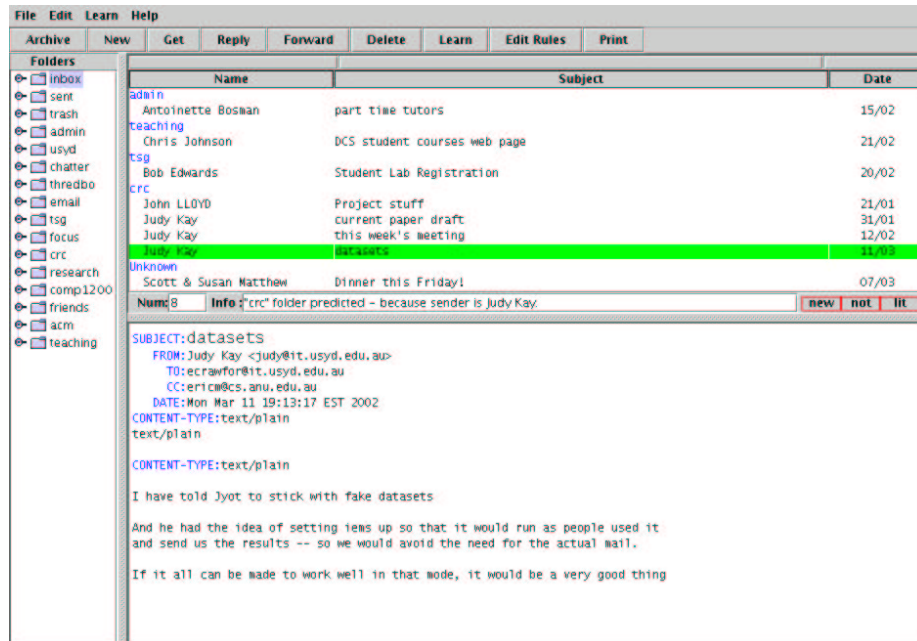 File Edit Learn Help
Archive New Get Reply Forward Delete Learn Edit Rules Print
Folders
inbox
sent
trash
admin
usyd
chatter
thredbo
email
tsg
focus
crc
research
comp1200
friends
acm
teaching
Name Subject Date
admin
Antoinette Bosman part time tutors 15/02
teaching
Chris Johnson DCS student courses web page 21/02
tsg
Bob Edwards Student Lab Registration 20/02
crc
John LLOYD Project stuff 21/01
Judy Kay current paper draft 31/01
Judy Kay this week's meeting 12/02
Judy Kay datasets 11/03
Unknown
Scott & Susan Matthew Dinner this Friday! 07/03
Num: 8 Info : "crc" folder predicted - because sender is Judy Kay. new not lit
SUBJECT: datasets
FROM: Judy Kay <judy@it.usyd.edu.au>
TO: ecrawfor@it.usyd.edu.au
CC: ericm@cs.anu.edu.au
DATE: Mon Mar 11 19:13:17 EST 2002
CONTENT-TYPE: text/plain
text/plain
CONTENT-TYPE: text/plain
I have told Jyot to stick with fake datasets
And he had the idea of setting iems up so that it would run as people used it
and send us the results -- so we would avoid the need for the actual mail.
If it all can be made to work well in that mode, it would be a very good thing